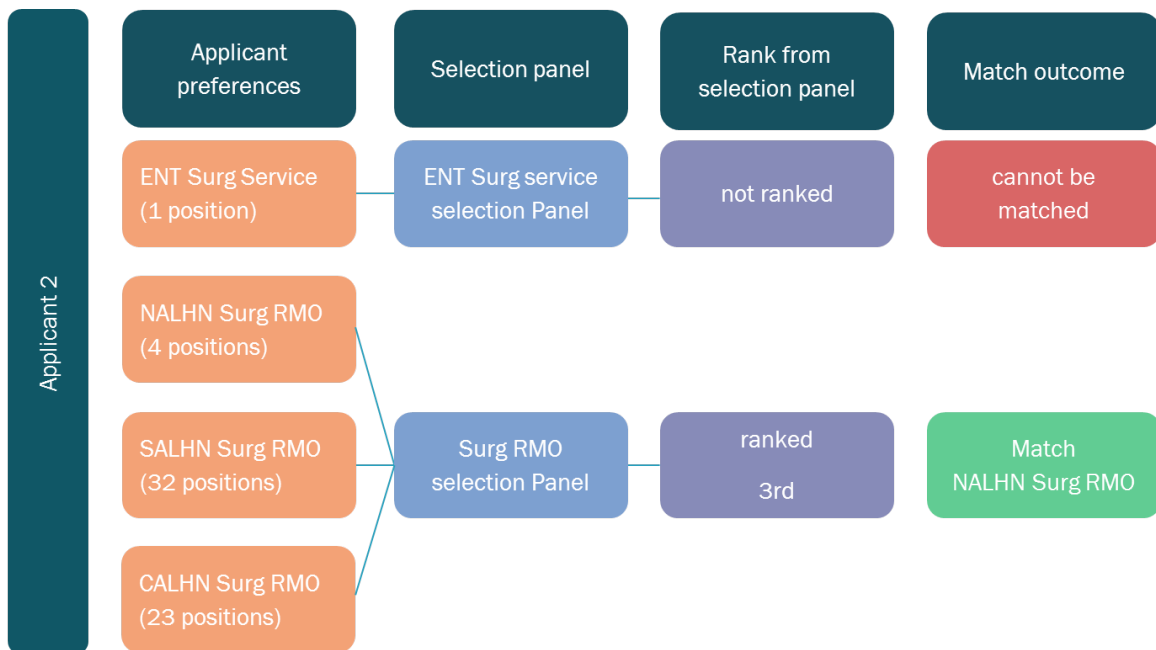 Applicant
preferences
Selection panel
Rank from
selection panel
Match outcome
Applicant 2
ENT Surg Service
(1 position)
ENT Surg service
selection Panel
not ranked
cannot be
matched
NALHN Surg RMO
(4 positions)
SALHN Surg RMO
(32 positions)
Surg RMO
selection Panel
ranked
3rd
Match
NALHN Surg RMO
CALHN Surg RMO
(23 positions)